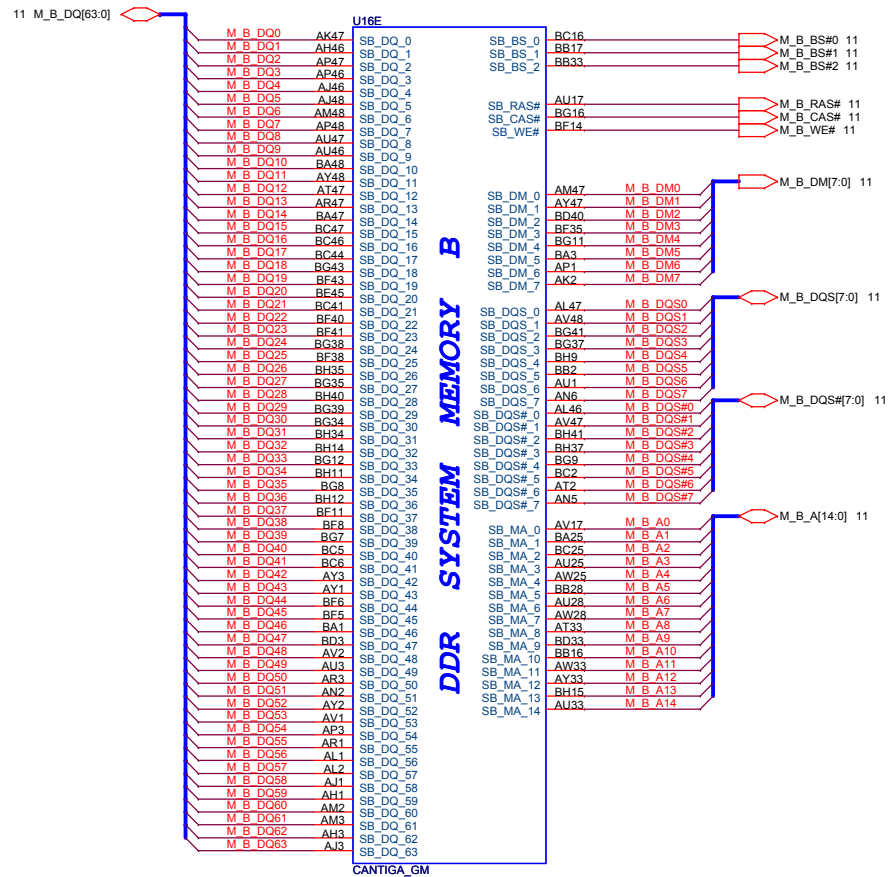 11 M_B_DQ[63:0]
U16E
M_B_DQ0 AK47 SB_DQ_0
M_B_DQ1 AH46 SB_DQ_1
M_B_DQ2 AP47 SB_DQ_2
M_B_DQ3 AP46 SB_DQ_3
M_B_DQ4 AJ46 SB_DQ_4
M_B_DQ5 AJ48 SB_DQ_5
M_B_DQ6 AM48 SB_DQ_6
M_B_DQ7 AP48 SB_DQ_7
M_B_DQ8 AU47 SB_DQ_8
M_B_DQ9 AU46 SB_DQ_9
M_B_DQ10 BA48 SB_DQ_10
M_B_DQ11 AY48 SB_DQ_11
M_B_DQ12 AT47 SB_DQ_12
M_B_DQ13 AR47 SB_DQ_13
M_B_DQ14 BA47 SB_DQ_14
M_B_DQ15 BC47 SB_DQ_15
M_B_DQ16 BC46 SB_DQ_16
M_B_DQ17 BC44 SB_DQ_17
M_B_DQ18 BG43 SB_DQ_18
M_B_DQ19 BF43 SB_DQ_19
M_B_DQ20 BE45 SB_DQ_20
M_B_DQ21 BC41 SB_DQ_21
M_B_DQ22 BF40 SB_DQ_22
M_B_DQ23 BF41 SB_DQ_23
M_B_DQ24 BG38 SB_DQ_24
M_B_DQ25 BF38 SB_DQ_25
M_B_DQ26 BH35 SB_DQ_26
M_B_DQ27 BG35 SB_DQ_27
M_B_DQ28 BH40 SB_DQ_28
M_B_DQ29 BG39 SB_DQ_29
M_B_DQ30 BG34 SB_DQ_30
M_B_DQ31 BH34 SB_DQ_31
M_B_DQ32 BH14 SB_DQ_32
M_B_DQ33 BG12 SB_DQ_33
M_B_DQ34 BH11 SB_DQ_34
M_B_DQ35 BG8 SB_DQ_35
M_B_DQ36 BH12 SB_DQ_36
M_B_DQ37 BF11 SB_DQ_37
M_B_DQ38 BF8 SB_DQ_38
M_B_DQ39 BG7 SB_DQ_39
M_B_DQ40 BC5 SB_DQ_40
M_B_DQ41 BC6 SB_DQ_41
M_B_DQ42 AY3 SB_DQ_42
M_B_DQ43 AY1 SB_DQ_43
M_B_DQ44 BF6 SB_DQ_44
M_B_DQ45 BF5 SB_DQ_45
M_B_DQ46 BA1 SB_DQ_46
M_B_DQ47 BD3 SB_DQ_47
M_B_DQ48 AV2 SB_DQ_48
M_B_DQ49 AU3 SB_DQ_49
M_B_DQ50 AR3 SB_DQ_50
M_B_DQ51 AN2 SB_DQ_51
M_B_DQ52 AY2 SB_DQ_52
M_B_DQ53 AV1 SB_DQ_53
M_B_DQ54 AP3 SB_DQ_54
M_B_DQ55 AR1 SB_DQ_55
M_B_DQ56 AL1 SB_DQ_56
M_B_DQ57 AL2 SB_DQ_57
M_B_DQ58 AJ1 SB_DQ_58
M_B_DQ59 AH1 SB_DQ_59
M_B_DQ60 AM2 SB_DQ_60
M_B_DQ61 AM3 SB_DQ_61
M_B_DQ62 AH3 SB_DQ_62
M_B_DQ63 AJ3 SB_DQ_63
DDR SYSTEM MEMORY B
SB_BS_0 BC16 M_B_BS#0 11
SB_BS_1 BB17 M_B_BS#1 11
SB_BS_2 BB33 M_B_BS#2 11
SB_RAS# AU17 M_B_RAS# 11
SB_CAS# BG16 M_B_CAS# 11
SB_WE# BF14 M_B_WE# 11
M_B_DM[7:0] 11
SB_DM_0 AM47 M_B_DM0
SB_DM_1 AY47 M_B_DM1
SB_DM_2 BD40 M_B_DM2
SB_DM_3 BF35 M_B_DM3
SB_DM_4 BG11 M_B_DM4
SB_DM_5 BA3 M_B_DM5
SB_DM_6 AP1 M_B_DM6
SB_DM_7 AK2 M_B_DM7
M_B_DQS[7:0] 11
SB_DQS_0 AL47 M_B_DQS0
SB_DQS_1 AV48 M_B_DQS1
SB_DQS_2 BG41 M_B_DQS2
SB_DQS_3 BG37 M_B_DQS3
SB_DQS_4 BH9 M_B_DQS4
SB_DQS_5 BB2 M_B_DQS5
SB_DQS_6 AU1 M_B_DQS6
SB_DQS_7 AN6 M_B_DQS7
M_B_DQS#[7:0] 11
SB_DQS#_0 AL46 M_B_DQS#0
SB_DQS#_1 AV47 M_B_DQS#1
SB_DQS#_2 BH41 M_B_DQS#2
SB_DQS#_3 BH37 M_B_DQS#3
SB_DQS#_4 BG9 M_B_DQS#4
SB_DQS#_5 BC2 M_B_DQS#5
SB_DQS#_6 AT2 M_B_DQS#6
SB_DQS#_7 AN5 M_B_DQS#7
M_B_A[14:0] 11
SB_MA_0 AV17 M_B_A0
SB_MA_1 BA25 M_B_A1
SB_MA_2 BC25 M_B_A2
SB_MA_3 AU25 M_B_A3
SB_MA_4 AW25 M_B_A4
SB_MA_5 BB28 M_B_A5
SB_MA_6 AU28 M_B_A6
SB_MA_7 AW28 M_B_A7
SB_MA_8 AT33 M_B_A8
SB_MA_9 BD33 M_B_A9
SB_MA_10 BB16 M_B_A10
SB_MA_11 AW33 M_B_A11
SB_MA_12 AY33 M_B_A12
SB_MA_13 BH15 M_B_A13
SB_MA_14 AU33 M_B_A14
CANTIGA_GM